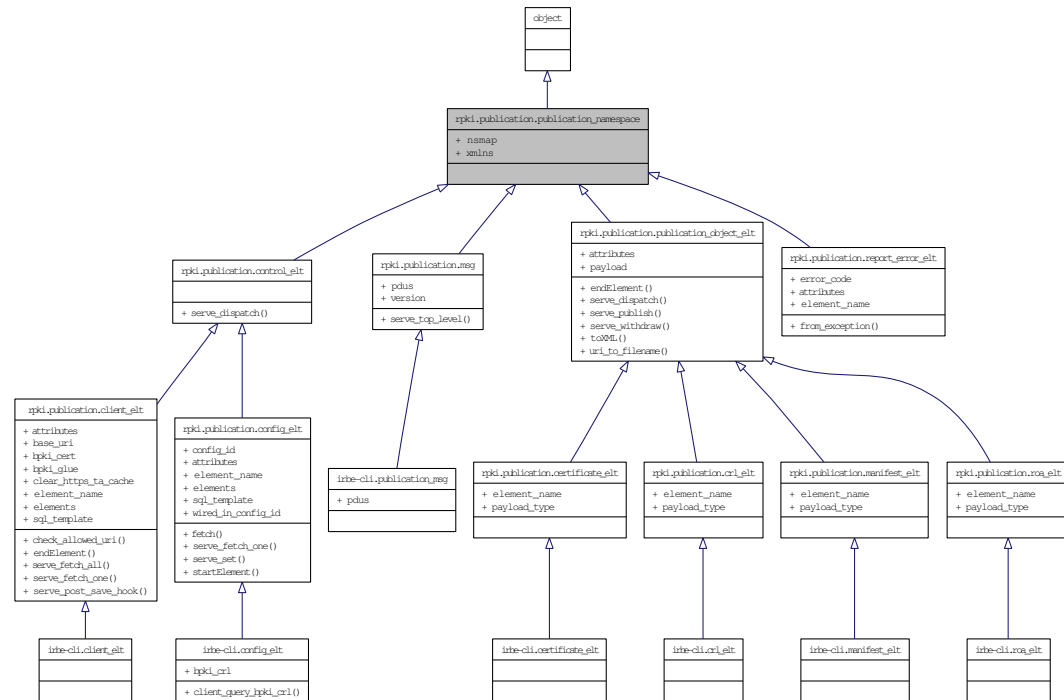 object
rpki.publication.publication_namespace
+ nsmap
+ xmlns
rpki.publication.control_elt
+ serve_dispatch()
rpki.publication.msg
+ pdus
+ version
+ serve_top_level()
rpki.publication.publication_object_elt
+ attributes
+ payload
+ endElement()
+ serve_dispatch()
+ serve_publish()
+ serve_withdraw()
+ toXML()
+ uri_to_filename()
rpki.publication.report_error_elt
+ error_code
+ attributes
+ element_name
+ from_exception()
rpki.publication.client_elt
+ attributes
+ base_uri
+ bpki_cert
+ bpki_glue
+ clear_https_ta_cache
+ element_name
+ elements
+ sql_template
+ check_allowed_uri()
+ endElement()
+ serve_fetch_all()
+ serve_fetch_one()
+ serve_post_save_hook()
rpki.publication.config_elt
+ config_id
+ attributes
+ element_name
+ elements
+ sql_template
+ wired_in_config_id
+ fetch()
+ serve_fetch_one()
+ serve_set()
+ startElement()
irbe-cli.publication_msg
+ pdus
rpki.publication.certificate_elt
+ element_name
+ payload_type
rpki.publication.crl_elt
+ element_name
+ payload_type
rpki.publication.manifest_elt
+ element_name
+ payload_type
rpki.publication.roa_elt
+ element_name
+ payload_type
irbe-cli.client_elt
irbe-cli.config_elt
+ bpki_crl
+ client_query_bpki_crl()
irbe-cli.certificate_elt
irbe-cli.crl_elt
irbe-cli.manifest_elt
irbe-cli.roa_elt